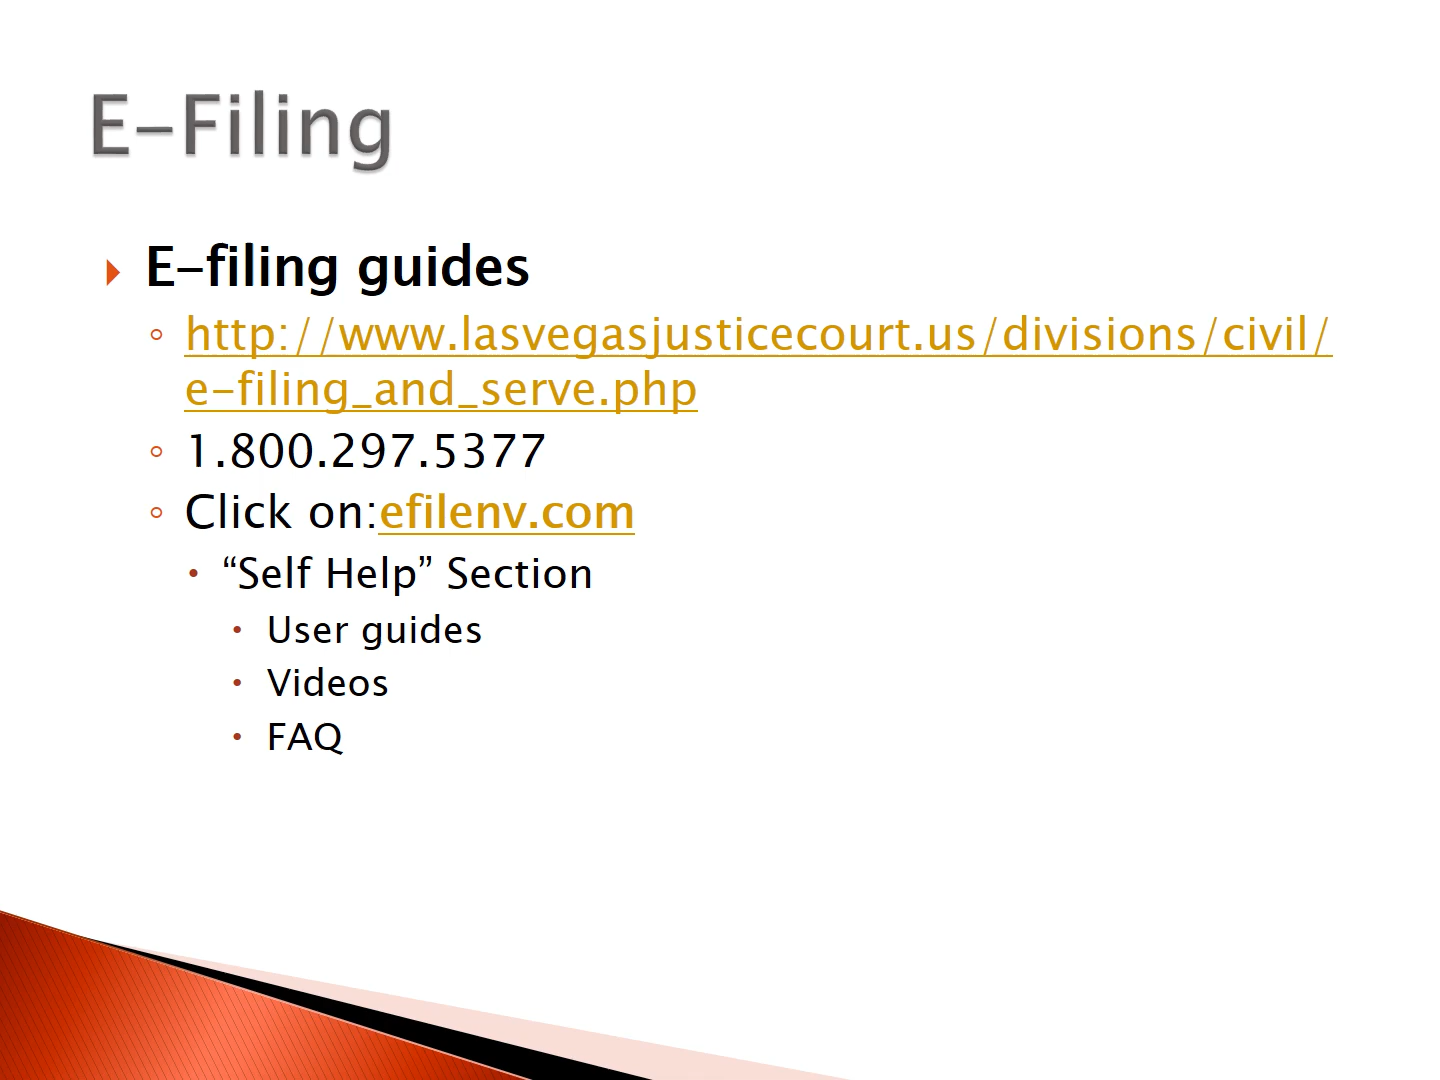 E-Filing
E-filing guides
http://www.lasvegasjusticecourt.us/divisions/civil/
e-filing_and_serve.php
1.800.297.5377
Click on:efilenv.com
“Self Help” Section
User guides
Videos
FAQ